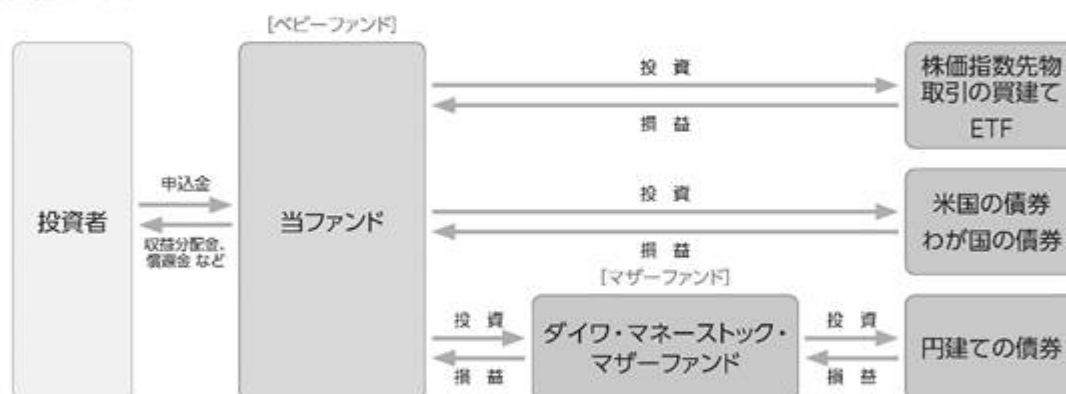 [ベビーファンド]
投資者
申込金
収益分配金、
償還金 など
当ファンド
投 資
損 益
株価指数先物
取引の買建て
ETF
投 資
損 益
米国の債券
わが国の債券
[マザーファンド]
投 資
損 益
ダイワ・マネーストック・
マザーファンド
投 資
損 益
円建ての債券